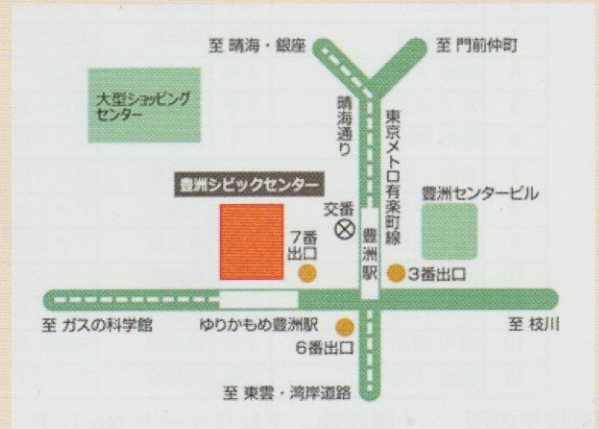 至 晴海・銀座
至 門前仲町
大型ショッピング
センター
晴海通り
東京メトロ有楽町線
豊洲シビックセンター
豊洲センタービル
交番
7番
出口
豊洲駅
3番出口
至 ガスの科学館
ゆりかもめ豊洲駅
6番出口
至 枝川
至 東雲・湾岸道路